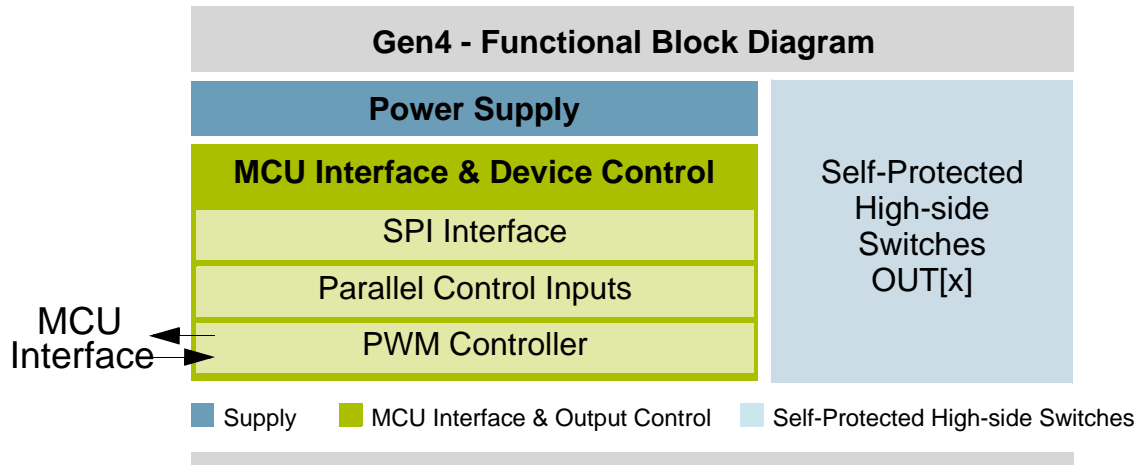 Gen4 - Functional Block Diagram
Power Supply
MCU Interface & Device Control
SPI Interface
Parallel Control Inputs
PWM Controller
MCU
Interface
Self-Protected
High-side
Switches
OUT[x]
Supply
MCU Interface & Output Control
Self-Protected High-side Switches